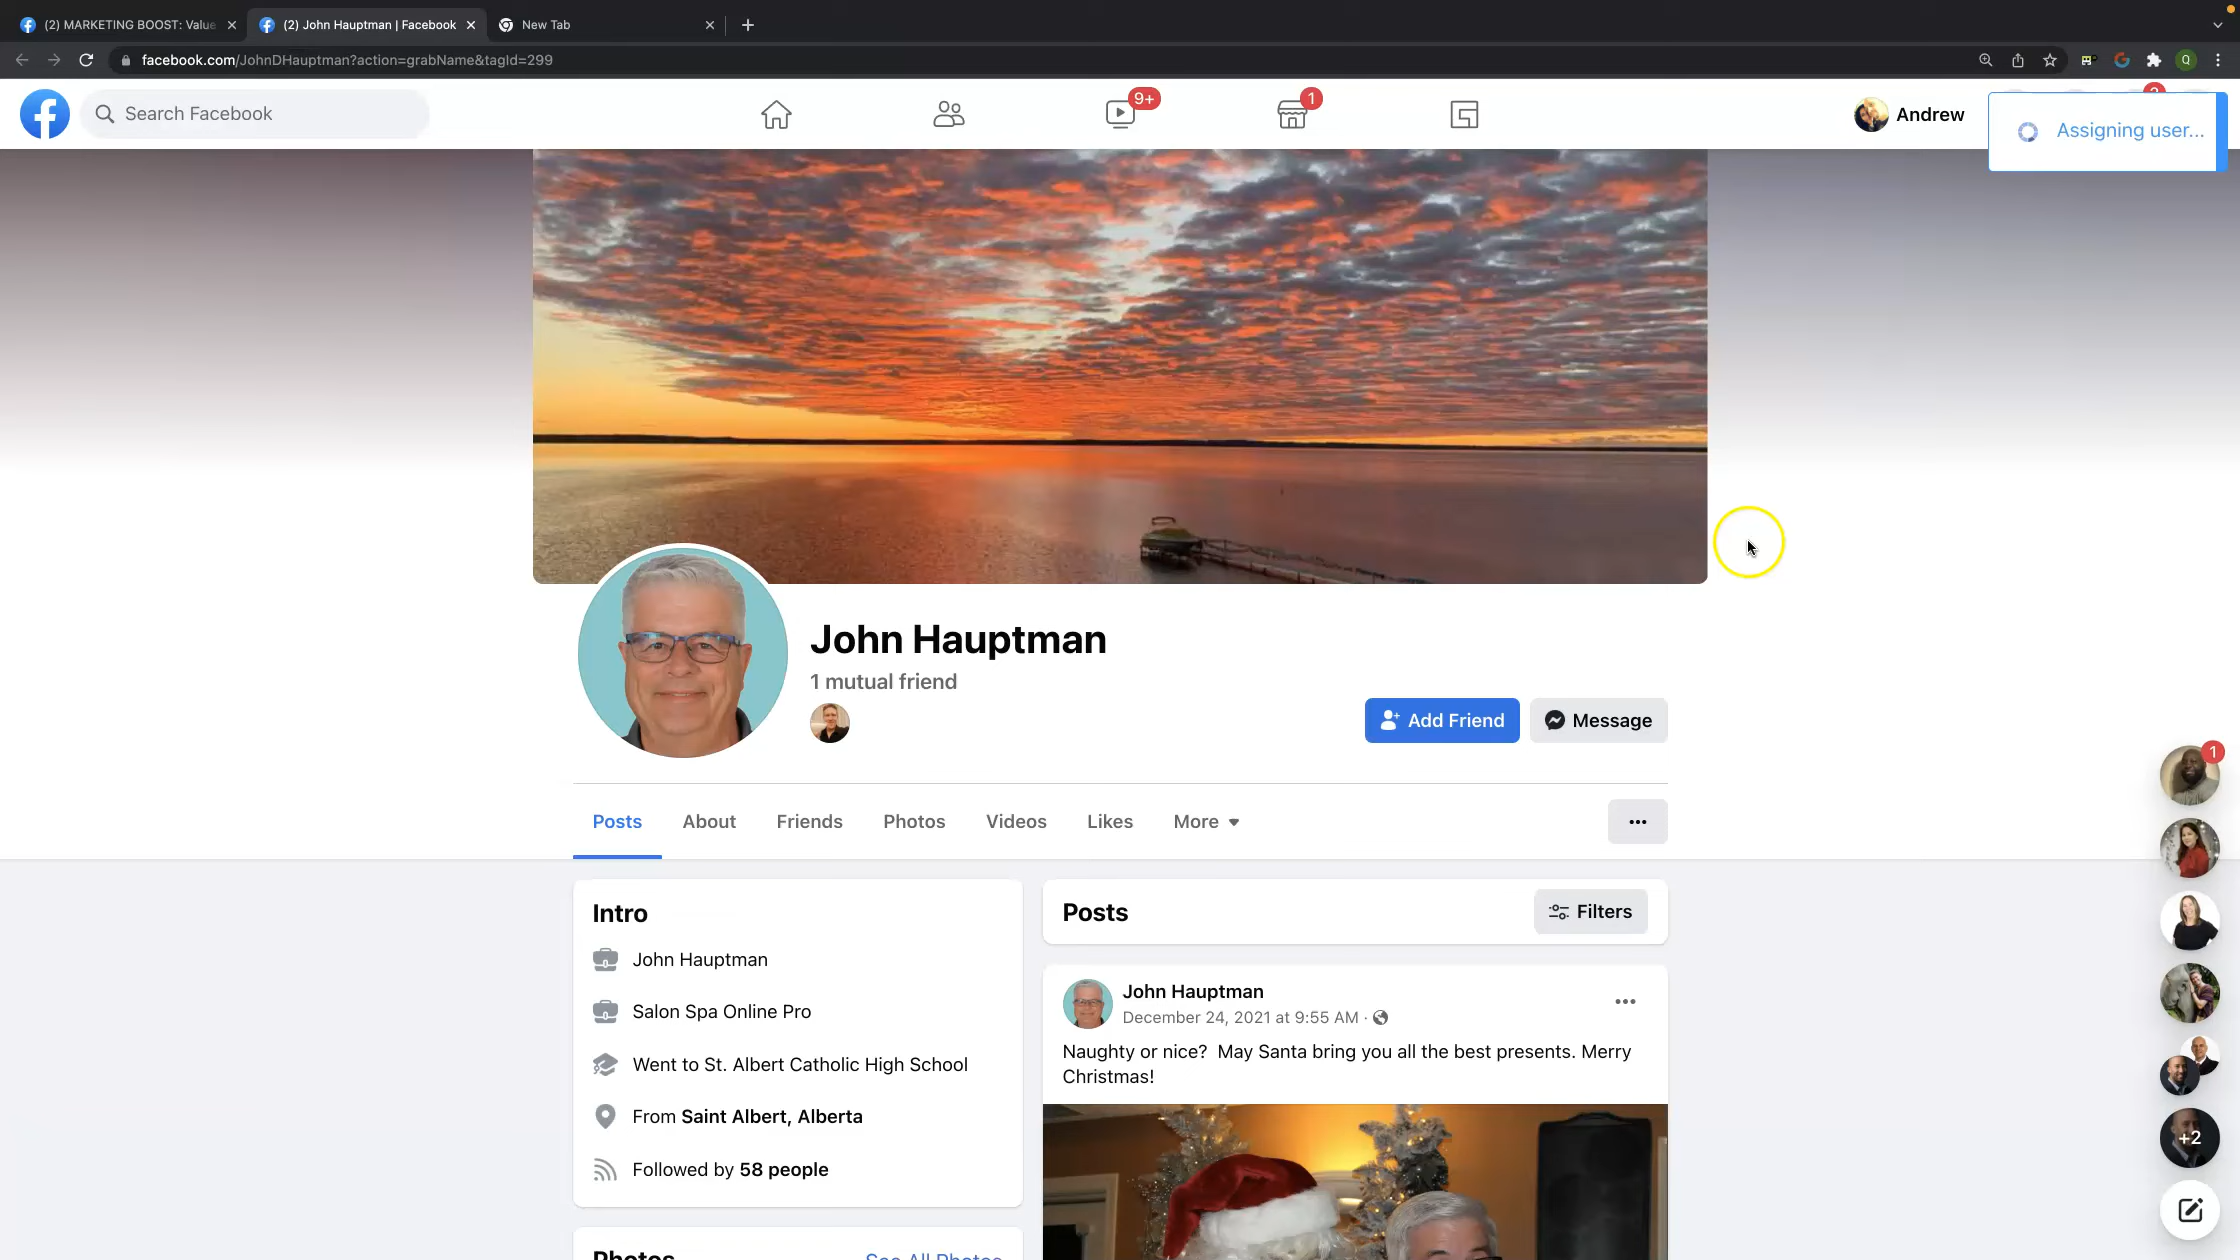 (2) MARKETING BOOST: Value
(2) John Hauptman | Facebook
New Tab
facebook.com/JohnDHauptman?action=grabName&tagId=299
Q
Search Facebook
9+
1
Andrew
Assigning user...
John Hauptman
1 mutual friend
Add Friend
Message
1
Posts
About
Friends
Photos
Videos
Likes
More
Intro
John Hauptman
Salon Spa Online Pro
Went to St. Albert Catholic High School
From Saint Albert, Alberta
Followed by 58 people
Photos
See All Photos
Posts
Filters
John Hauptman
December 24, 2021 at 9:55 AM ·
Naughty or nice? May Santa bring you all the best presents. Merry
Christmas!
+2